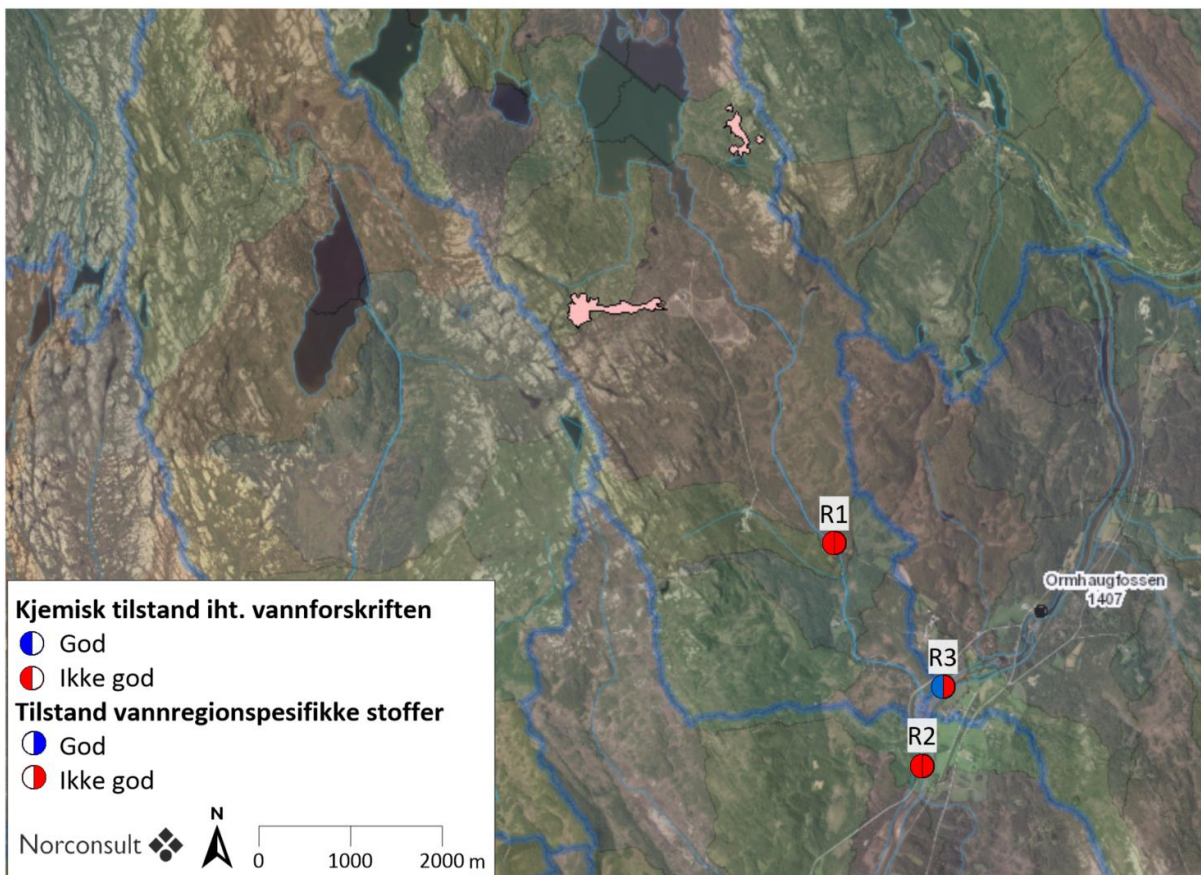 R1
Ormhaugfossen
1407
R3
R2
Kjemisk tilstand iht. vannforskriften
God
Ikke god
Tilstand vannregionspesifikke stoffer
God
Ikke god
Norconsult
N
0 1000 2000 m